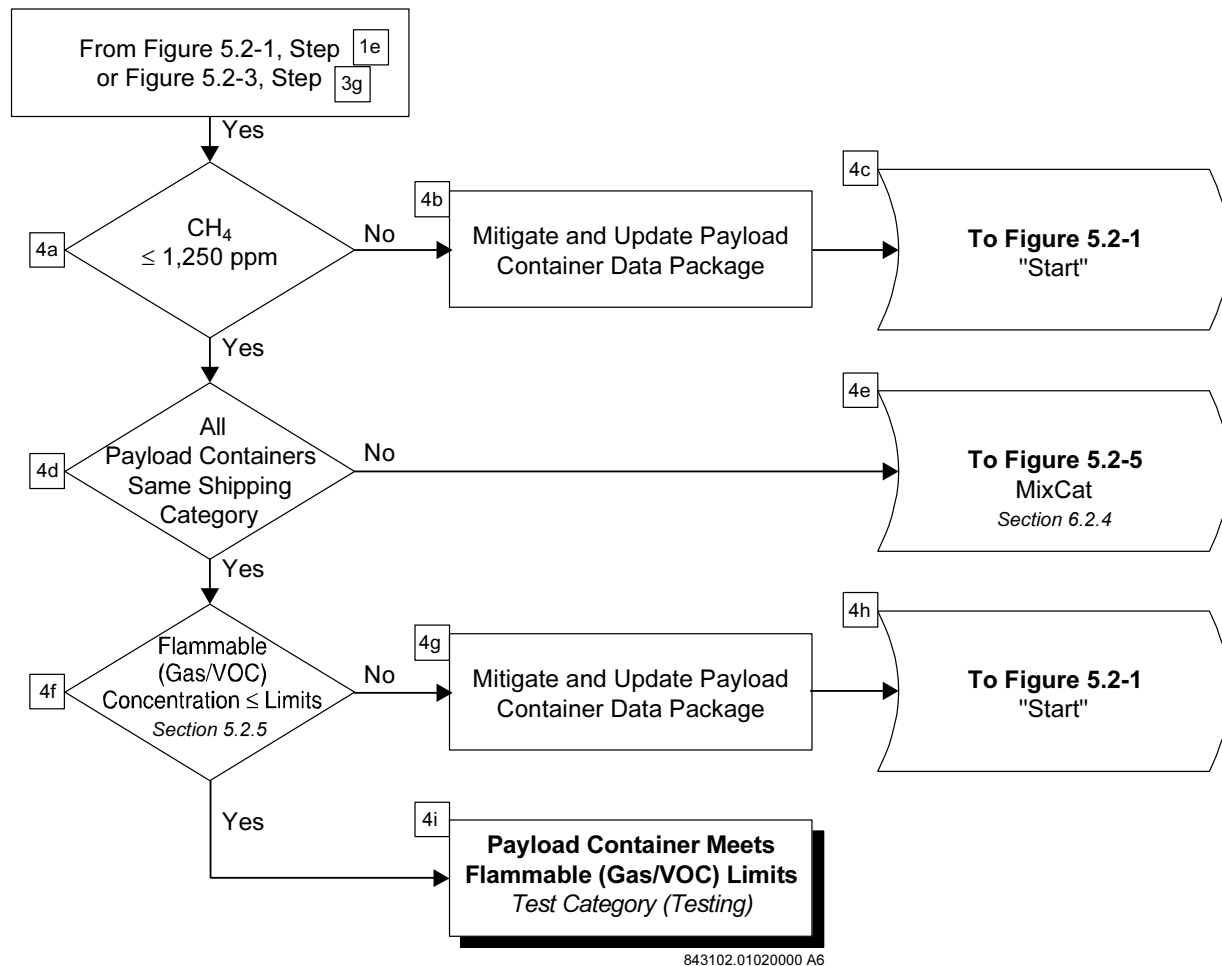 From Figure 5.2-1, Step 1e
or Figure 5.2-3, Step 3g
Yes
4a
CH4
≤ 1,250 ppm
No
4b
Mitigate and Update Payload
Container Data Package
4c
To Figure 5.2-1
"Start"
Yes
4d
All
Payload Containers
Same Shipping
Category
No
4e
To Figure 5.2-5
MixCat
Section 6.2.4
Yes
4f
Flammable
(Gas/VOC)
Concentration ≤ Limits
Section 5.2.5
No
4g
Mitigate and Update Payload
Container Data Package
4h
To Figure 5.2-1
"Start"
Yes
4i
Payload Container Meets
Flammable (Gas/VOC) Limits
Test Category (Testing)
843102.01020000 A6